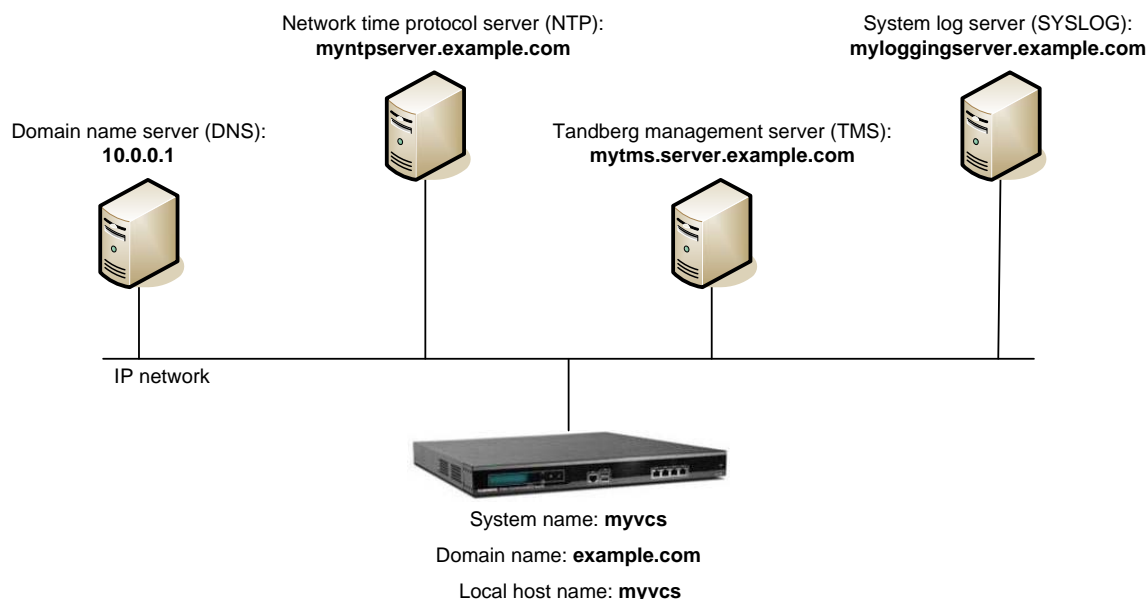 Network time protocol server (NTP):
myntpserver.example.com
System log server (SYSLOG):
myloggingserver.example.com
Domain name server (DNS):
10.0.0.1
Tandberg management server (TMS):
mytms.server.example.com
IP network
System name: myvcs
Domain name: example.com
Local host name: myvcs